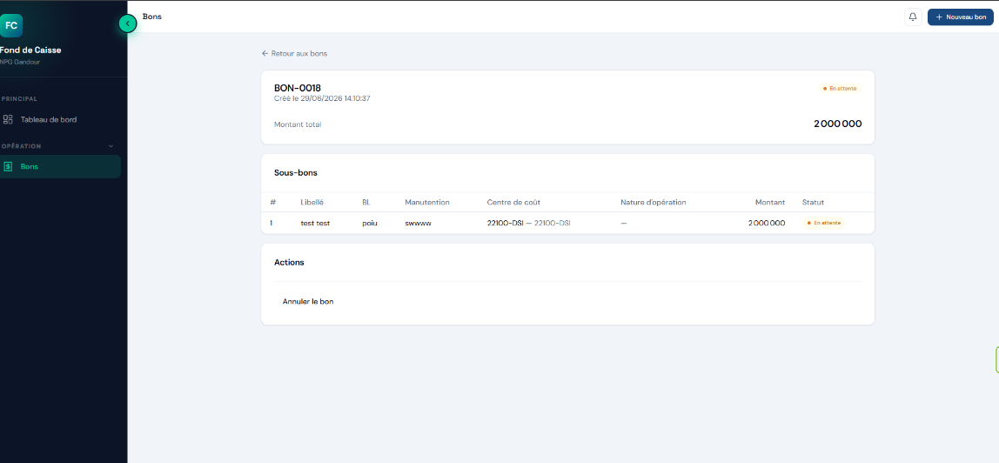 FC
Fond de Caisse
NPG Gandour
PRINCIPAL
Tableau de bord
OPÉRATION
Bons
Bons
Nouveau bon
Retour aux bons
BON-0018
En attente
Créé le 29/06/2026 14:10:37
Montant total 2 000 000
Sous-bons
# Libellé BL Manutention Centre de coût Nature d'opération Montant Statut
1 test test poiu swwww 22100-DSI — 22100-DSI — 2 000 000 En attente
Actions
Annuler le bon